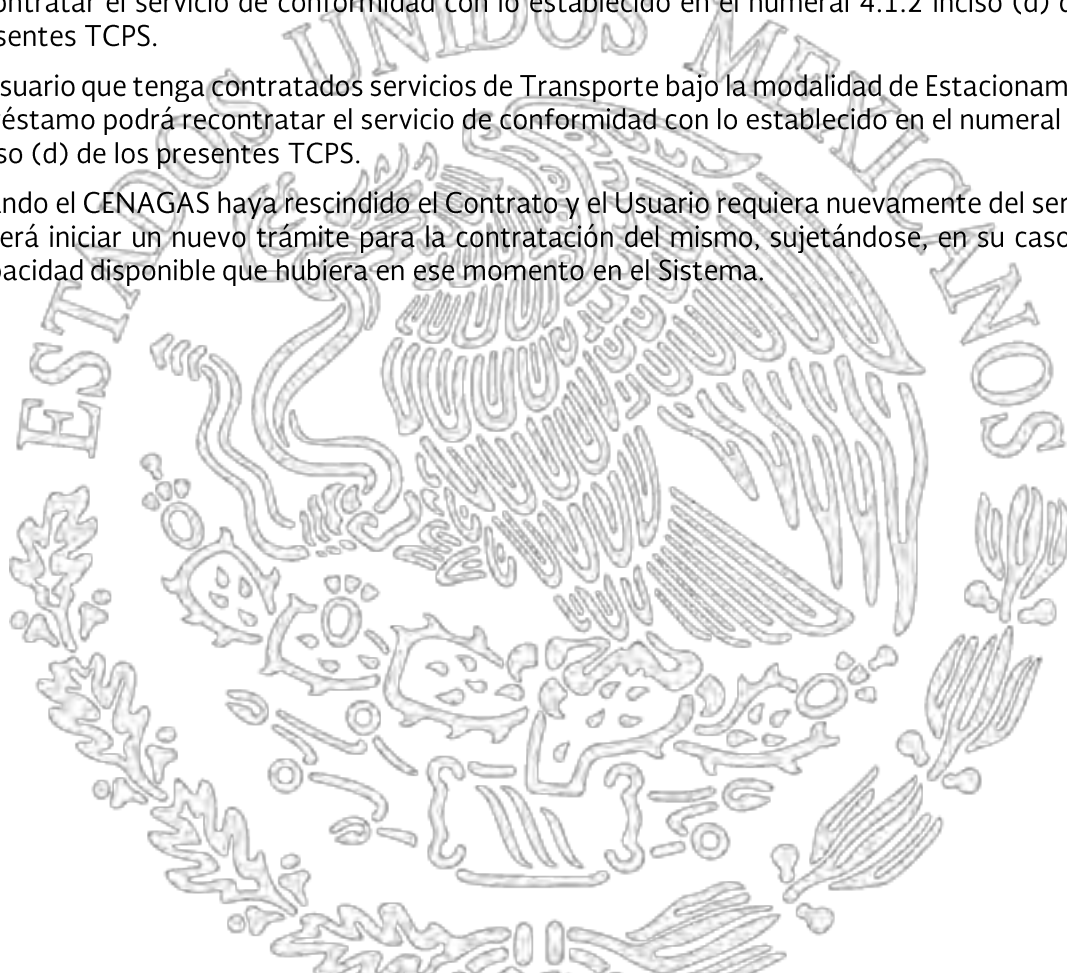 ontratar el servicio de conformidad con lo establecido en el numeral 4.1.2 inciso (d) d
sentes TCPS.
suario que tenga contratados servicios de Transporte bajo la modalidad de Estacionam
éstamo podrá recontratar el servicio de conformidad con lo establecido en el numeral
so (d) de los presentes TCPS.
ndo el CENAGAS haya rescindido el Contrato y el Usuario requiera nuevamente del ser
erá iniciar un nuevo trámite para la contratación del mismo, sujetándose, en su caso
pacidad disponible que hubiera en ese momento en el Sistema.
ESTADOS UNIDOS MEXICANOS